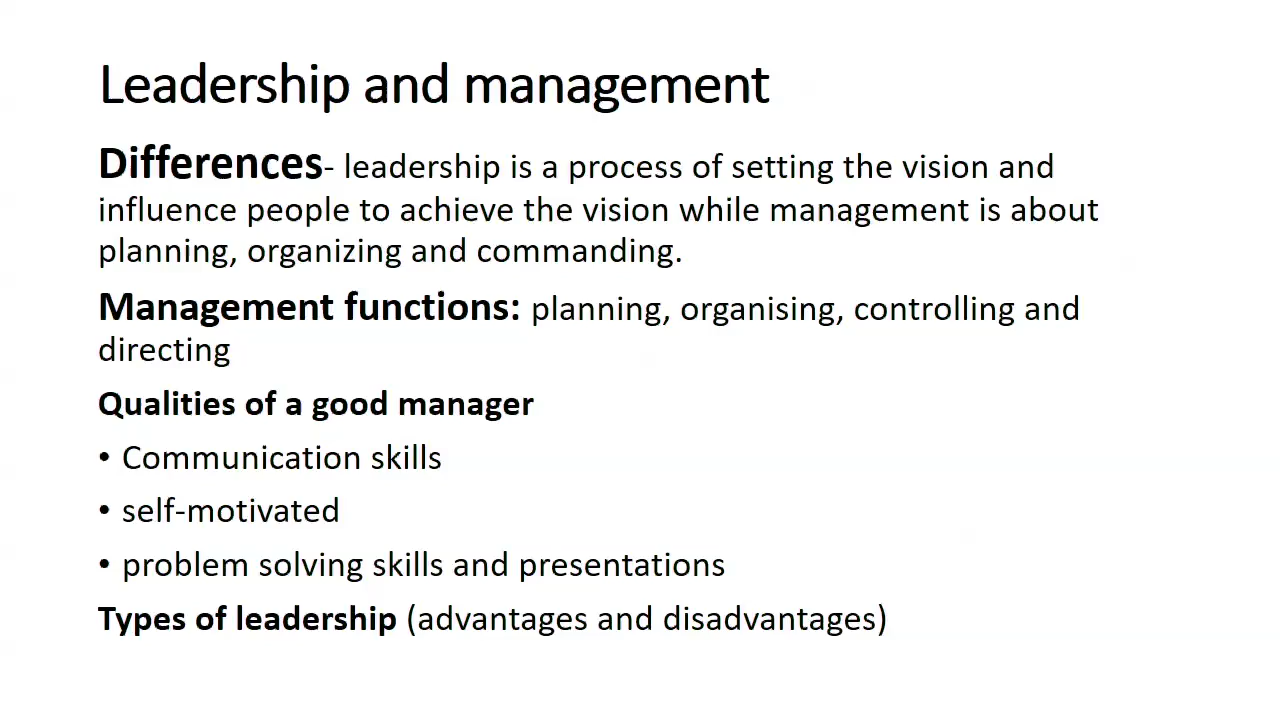 Leadership and management
Differences- leadership is a process of setting the vision and
influence people to achieve the vision while management is about
planning, organizing and commanding.
Management functions: planning, organising, controlling and
directing
Qualities of a good manager
• Communication skills
• self-motivated
• problem solving skills and presentations
Types of leadership (advantages and disadvantages)